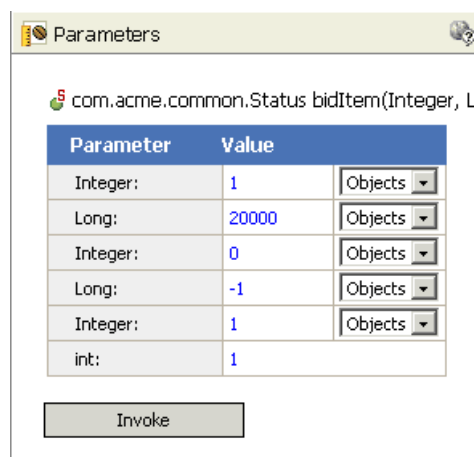 Parameters
com.acme.common.Status bidItem(Integer, L
Parameter Value
Integer: 1 Objects
Long: 20000 Objects
Integer: 0 Objects
Long: -1 Objects
Integer: 1 Objects
int: 1
Invoke